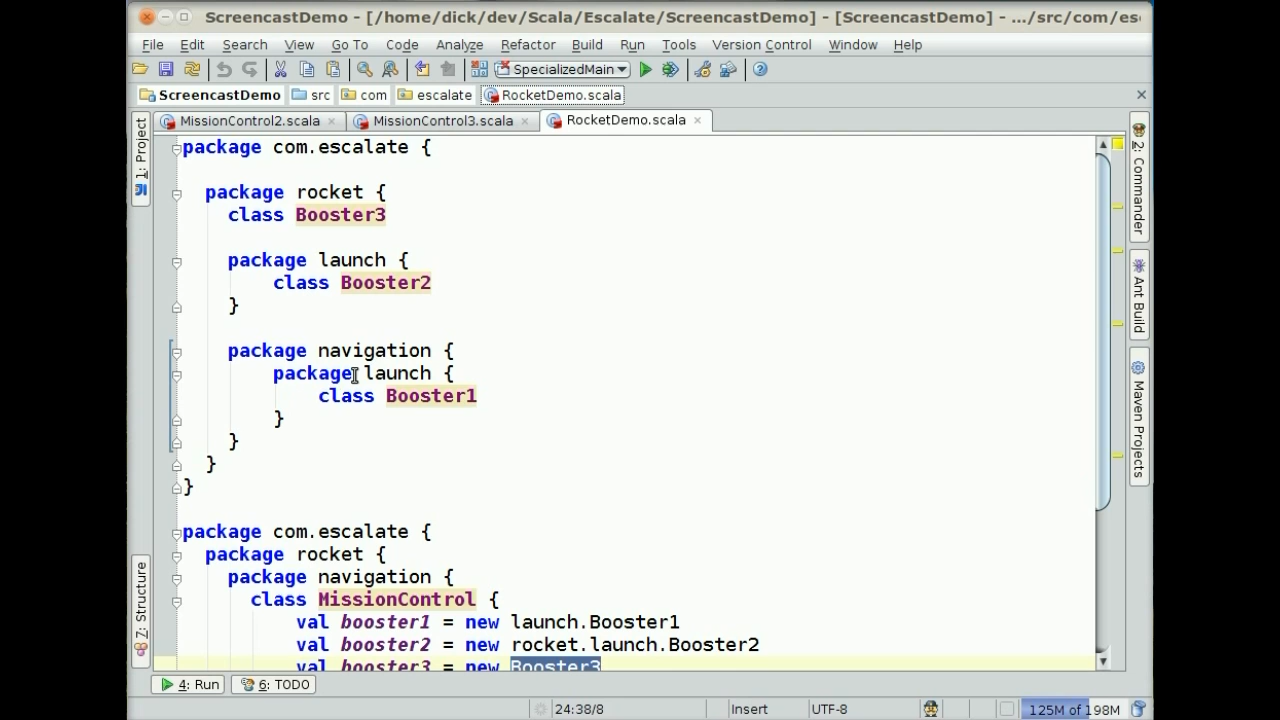 ScreencastDemo - [/home/dick/dev/Scala/Escalate/ScreencastDemo] - [ScreencastDemo] - .../src/com/esc
File Edit Search View Go To Code Analyze Refactor Build Run Tools Version Control Window Help
SpecializedMain
ScreencastDemo src com escalate RocketDemo.scala
MissionControl2.scala MissionControl3.scala RocketDemo.scala
1: Project
7: Structure
package com.escalate {
package rocket {
class Booster3
package launch {
class Booster2
}
package navigation {
package launch {
class Booster1
}
}
}
}
package com.escalate {
package rocket {
package navigation {
class MissionControl {
val booster1 = new launch.Booster1
val booster2 = new rocket.launch.Booster2
val booster3 = new Booster3
2: Commander
Ant Build
Maven Projects
4: Run 6: TODO
24:38/8 Insert UTF-8 125M of 198M